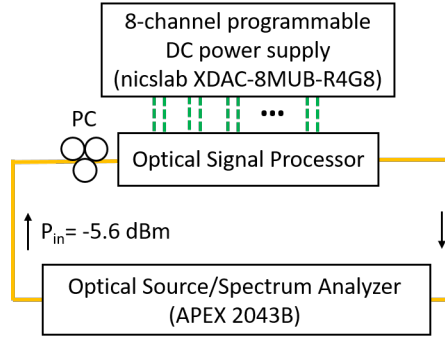 8-channel programmable
DC power supply
(nicslab XDAC-8MUB-R4G8)
PC
...
Optical Signal Processor
Pin= -5.6 dBm
Optical Source/Spectrum Analyzer
(APEX 2043B)